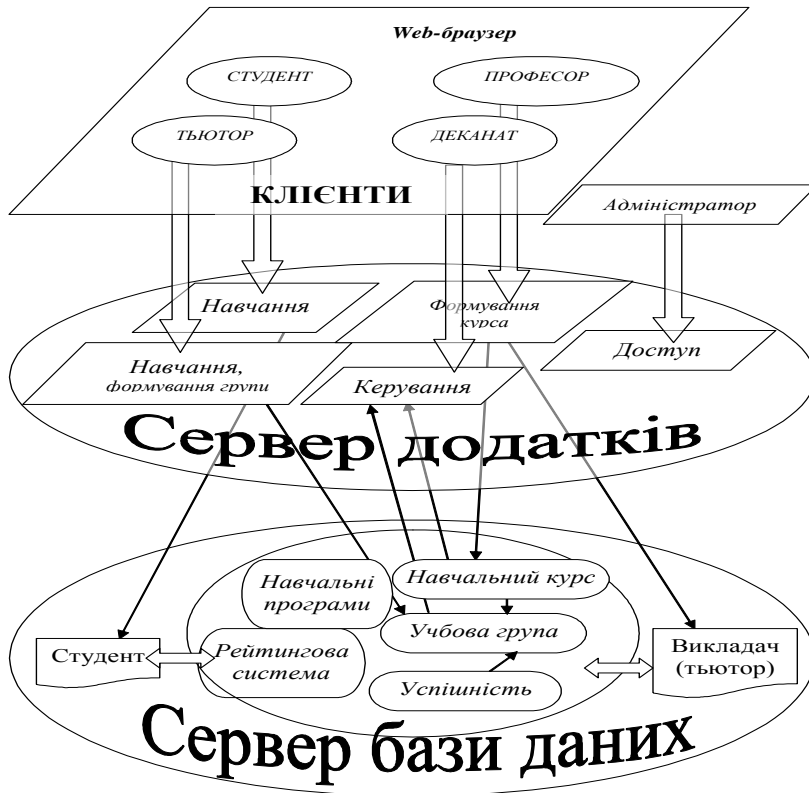 Web-браузер
СТУДЕНТ
ПРОФЕСОР
ТЬЮТОР
ДЕКАНАТ
КЛІЄНТИ
Адміністратор
Навчання
Формування
курса
Навчання,
формування групи
Керування
Доступ
Сервер додатків
Навчальні
програми
Навчальний курс
Учбова група
Студент
Рейтингова
система
Успішність
Викладач
(тьютор)
Сервер бази даних